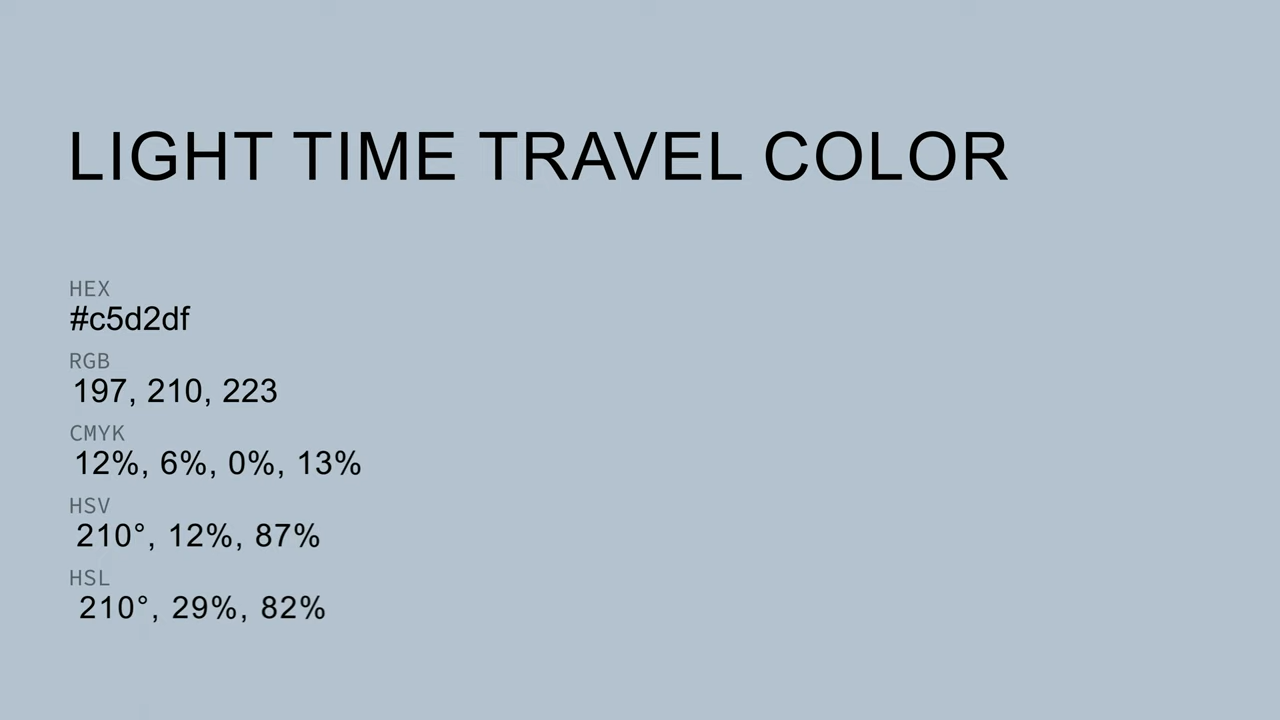 LIGHT TIME TRAVEL COLOR
HEX
#c5d2df
RGB
197, 210, 223
CMYK
12%, 6%, 0%, 13%
HSV
210°, 12%, 87%
HSL
210°, 29%, 82%